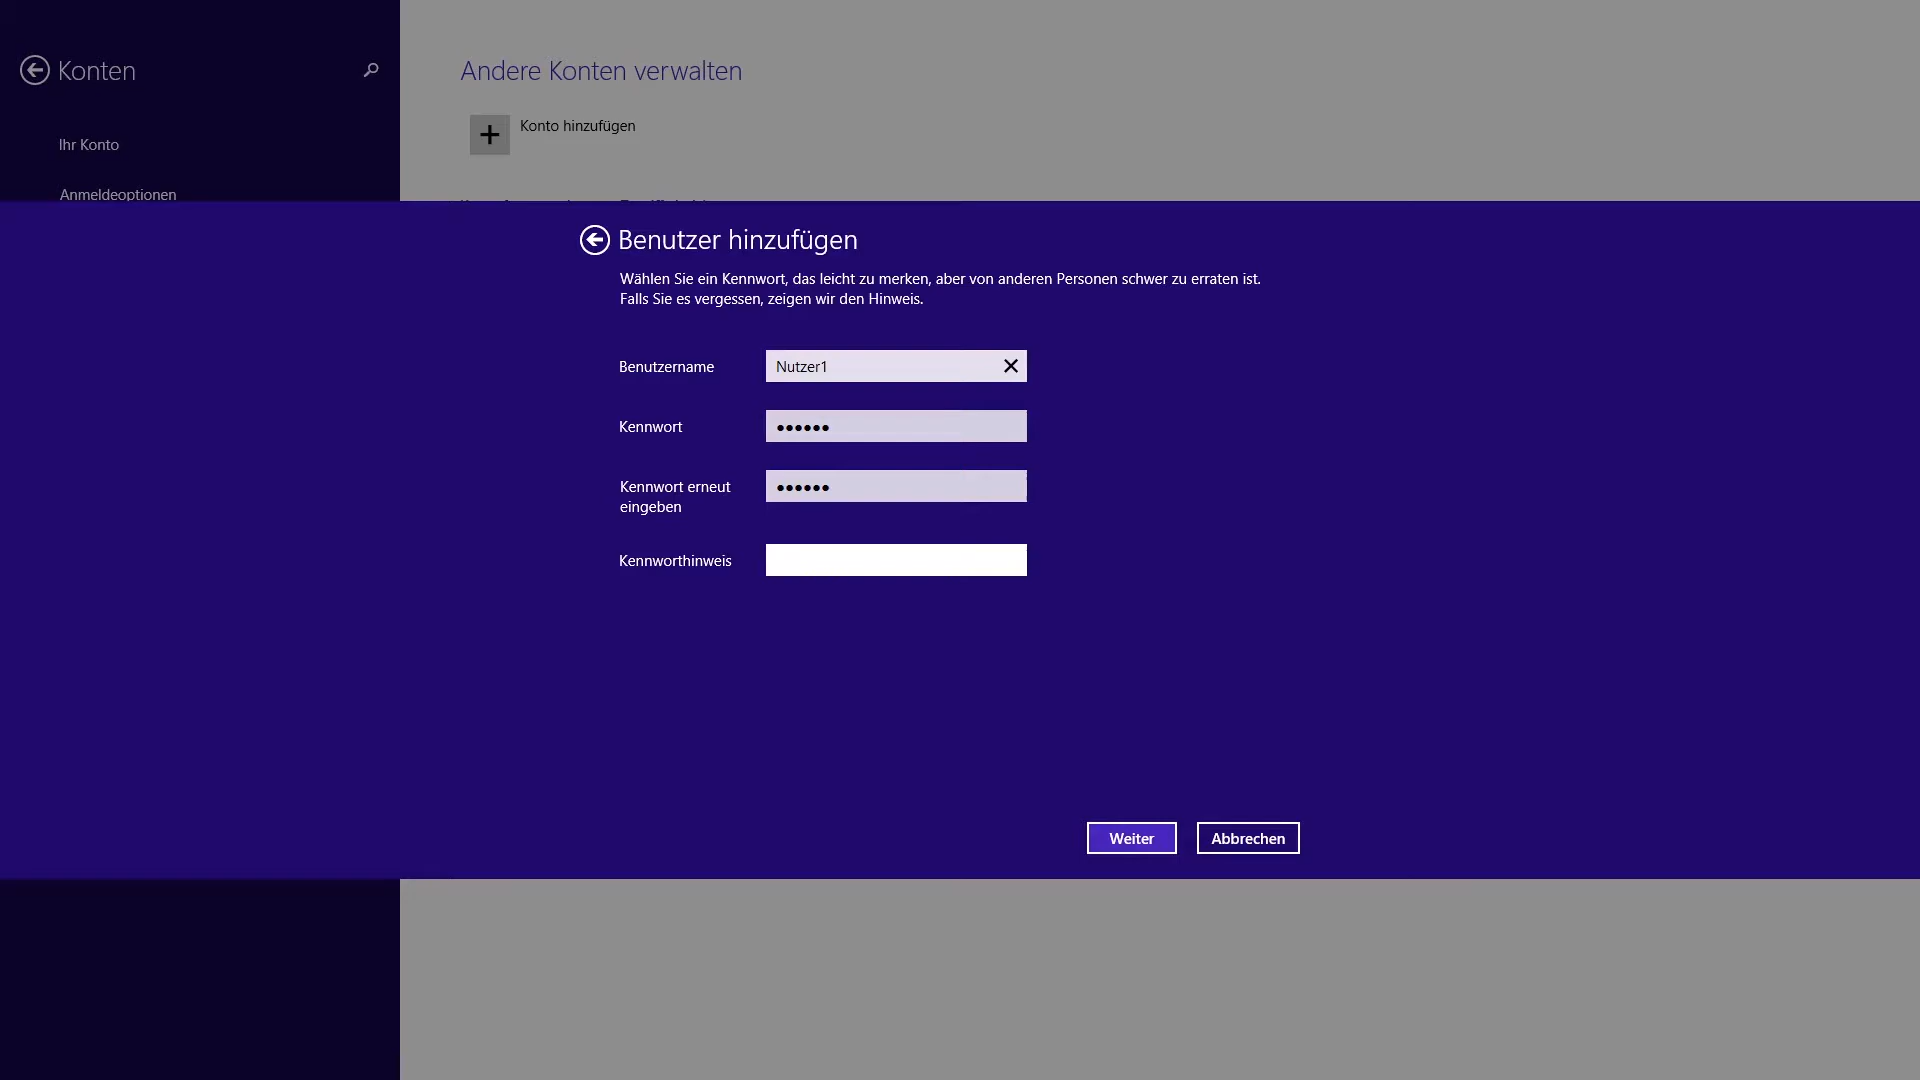 Konten
Ihr Konto
Anmeldeoptionen
Andere Konten verwalten
Konto hinzufügen
Benutzer hinzufügen
Wählen Sie ein Kennwort, das leicht zu merken, aber von anderen Personen schwer zu erraten ist.
Falls Sie es vergessen, zeigen wir den Hinweis.
Benutzername
Nutzer1
Kennwort
●●●●●●
Kennwort erneut
eingeben
●●●●●●
Kennworthinweis
Weiter
Abbrechen